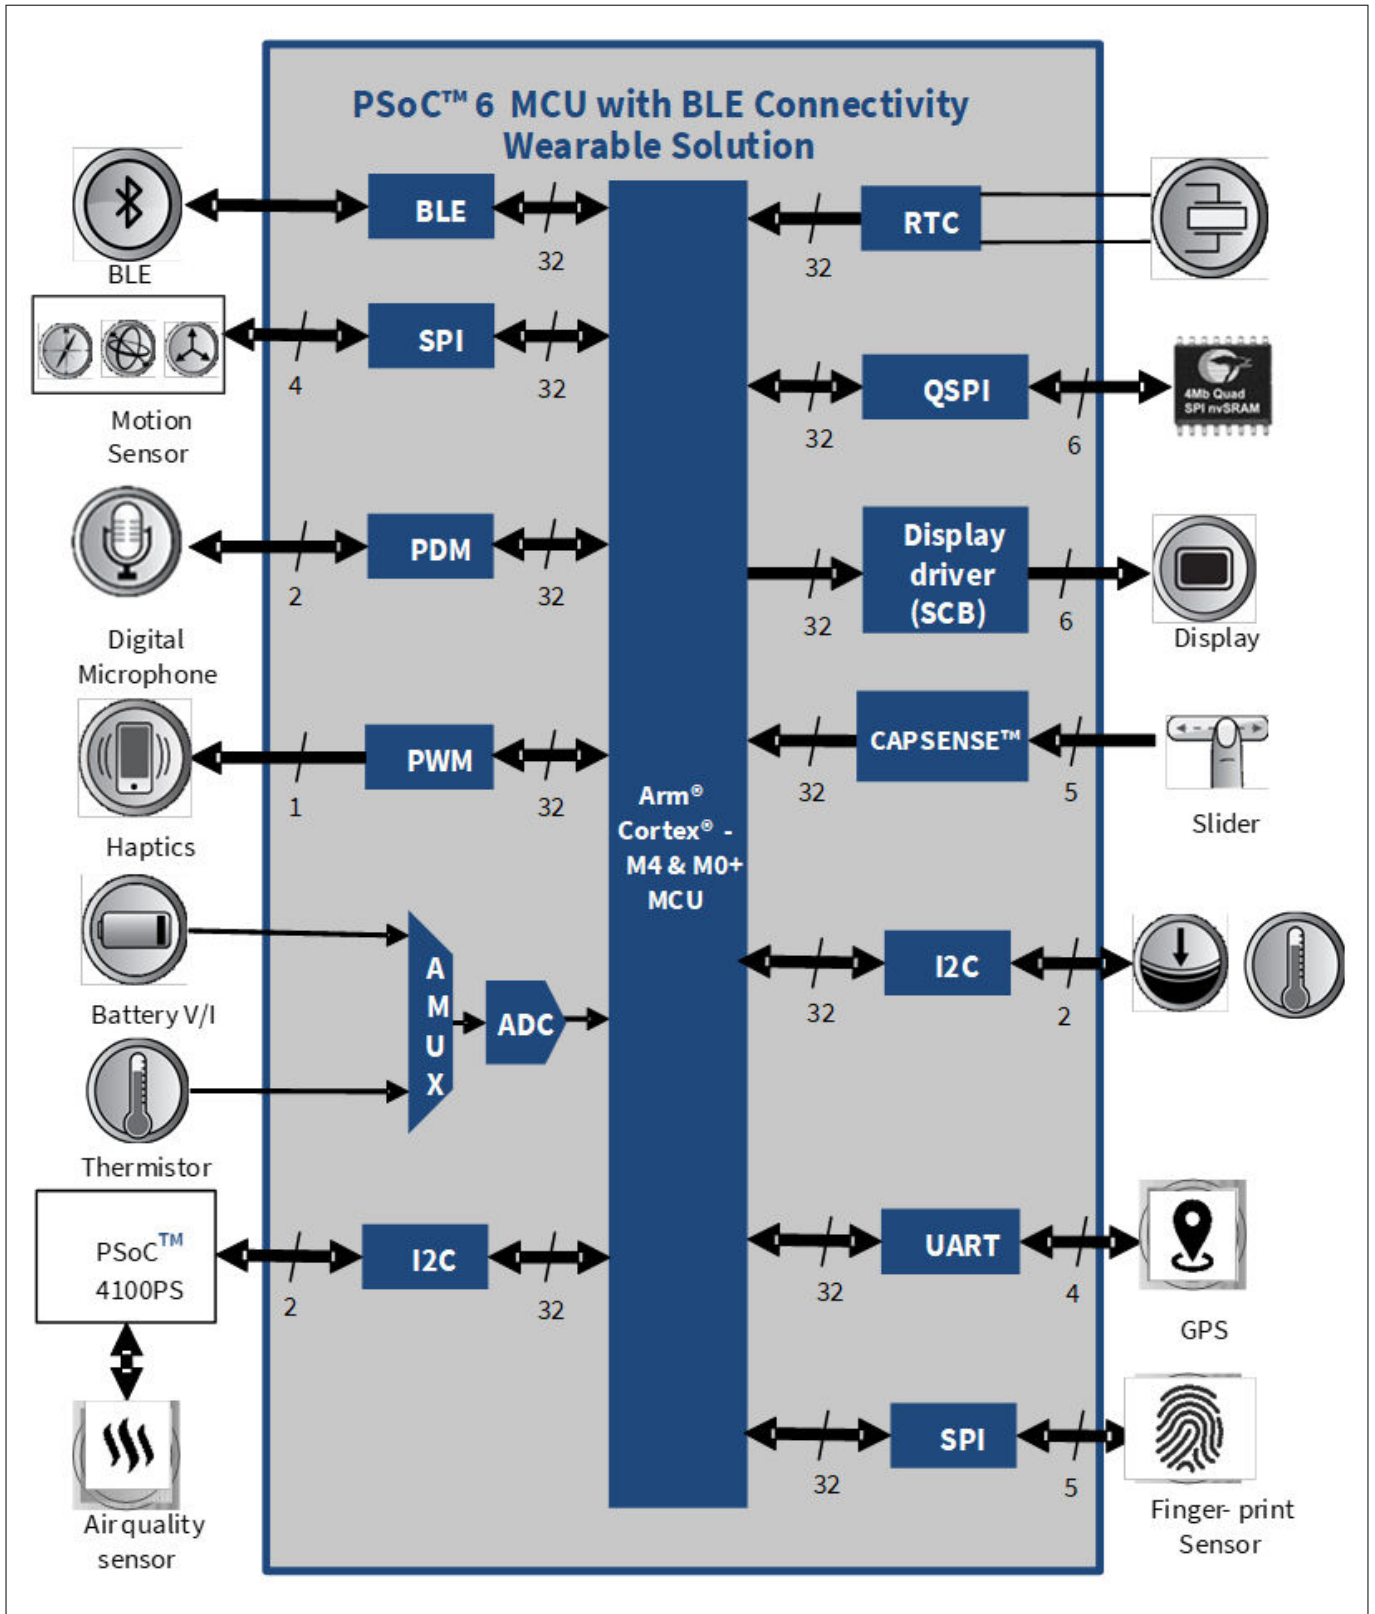 PSoC™ 6 MCU with BLE Connectivity
Wearable Solution
BLE
BLE
32
SPI
4
32
Motion
Sensor
PDM
2
32
Digital
Microphone
PWM
1
32
Haptics
Battery V/I
A
M
U
X
ADC
Thermistor
PSoC™
4100PS
I2C
2
32
Air quality
sensor
Arm®
Cortex® -
M4 & M0+
MCU
RTC
32
QSPI
32
6
4Mb Quad
SPI nvSRAM
Display
driver
(SCB)
32
6
Display
CAPSENSE™
32
5
Slider
I2C
32
2
UART
32
4
GPS
SPI
32
5
Finger- print
Sensor